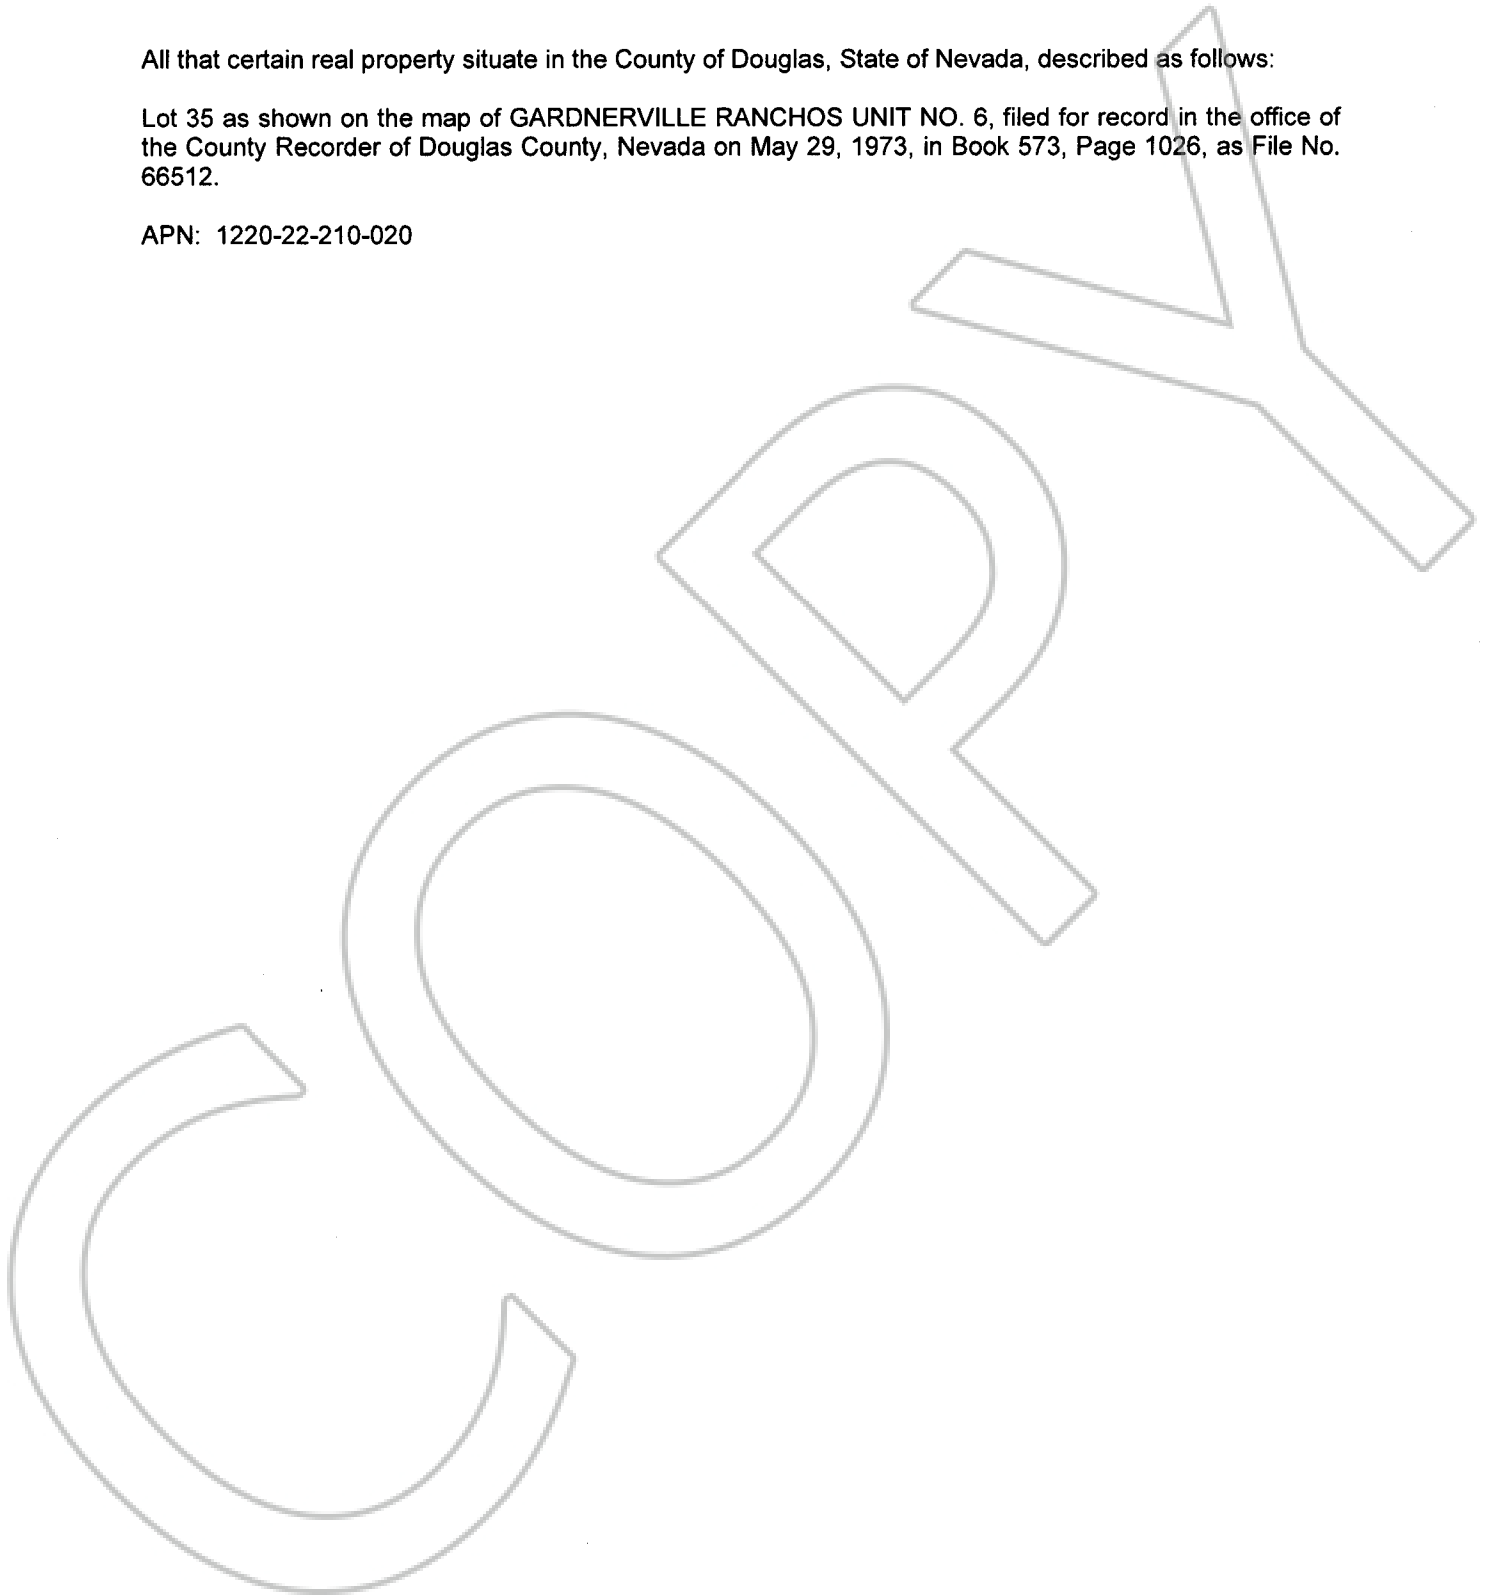 All that certain real property situate in the County of Douglas, State of Nevada, described as follows:
Lot 35 as shown on the map of GARDNERVILLE RANCHOS UNIT NO. 6, filed for record in the office of
the County Recorder of Douglas County, Nevada on May 29, 1973, in Book 573, Page 1026, as File No.
66512.
APN: 1220-22-210-020
COPY